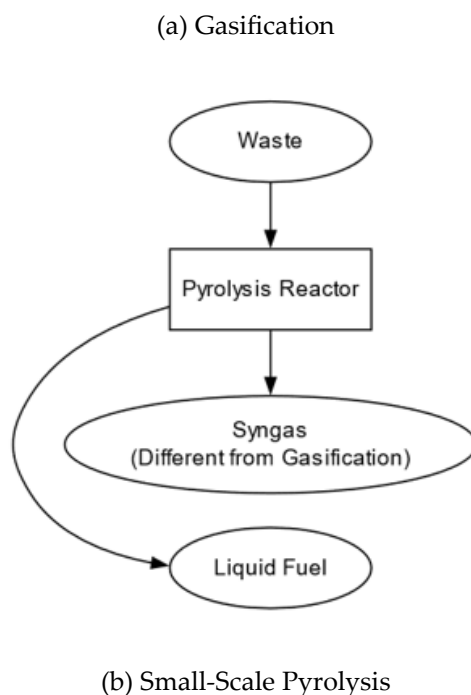 (a) Gasification
Waste
Pyrolysis Reactor
Syngas
(Different from Gasification)
Liquid Fuel
(b) Small-Scale Pyrolysis